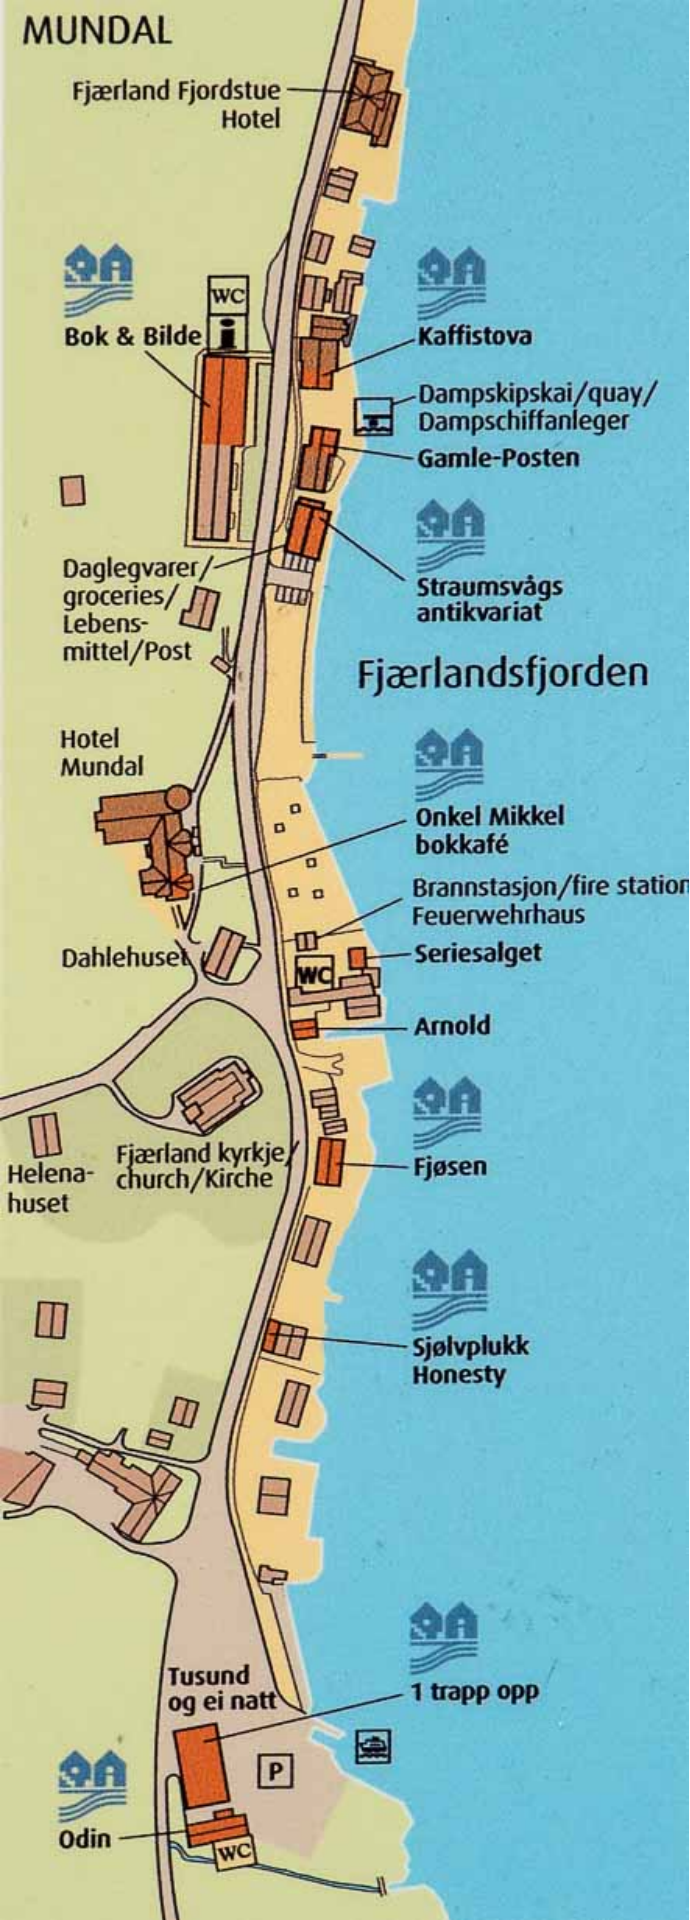 MUNDAL
Fjærland Fjordstue
Hotel
WC
i
Bok & Bilde
Kaffistova
Dampskipskai/quay/
Dampschiffanleger
Gamle-Posten
Daglegvarer/
groceries/
Lebens-
mittel/Post
Straumsvågs
antikvariat
Fjærlandsfjorden
Hotel
Mundal
Onkel Mikkel
bokkafé
Brannstasjon/fire station
Feuerwehrhaus
Dahlehuset
WC
Seriesalget
Arnold
Helena-
huset
Fjærland kyrkje/
church/Kirche
Fjøsen
Sjølvplukk
Honesty
Tusund
og ei natt
1 trapp opp
P
Odin
WC